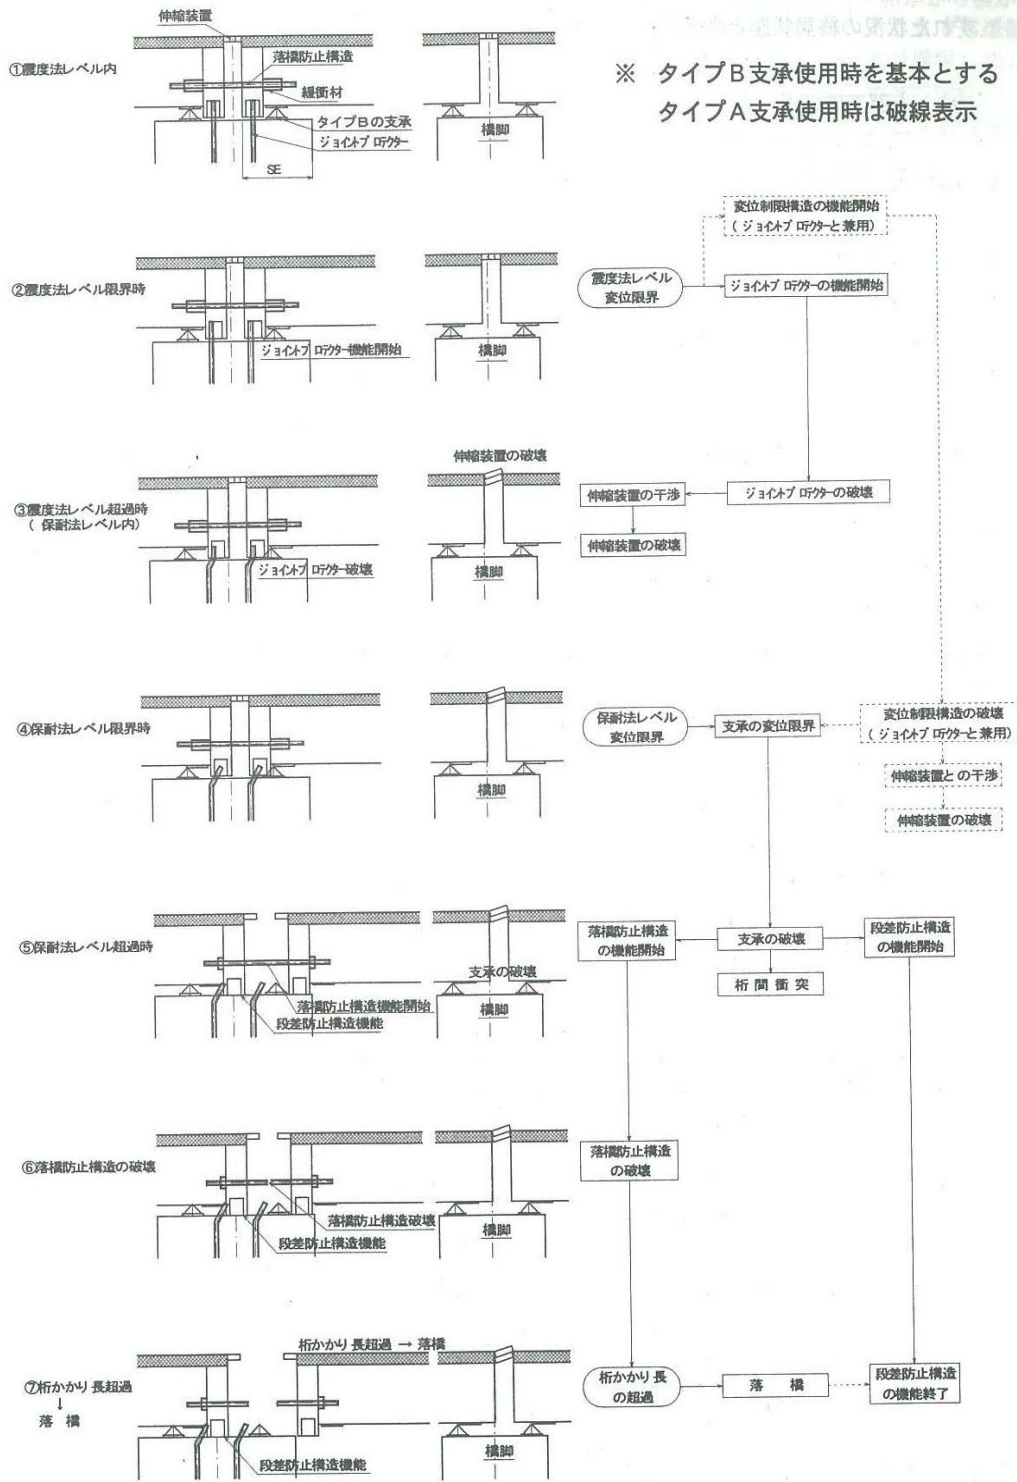 ※ タイプB支承使用時を基本とする
タイプA支承使用時は破線表示
①震度法レベル内
伸縮装置
落橋防止構造
緩衝材
タイプBの支承
ジョイントプロテクター
SE
橋脚
②震度法レベル限界時
ジョイントプロテクター機能開始
橋脚
震度法レベル
変位限界
変位制限構造の機能開始
(ジョイントプロテクターと兼用)
ジョイントプロテクターの機能開始
③震度法レベル超過時
(保耐法レベル内)
ジョイントプロテクター破壊
伸縮装置の破壊
橋脚
伸縮装置の干渉
ジョイントプロテクターの破壊
伸縮装置の破壊
④保耐法レベル限界時
橋脚
保耐法レベル
変位限界
支承の変位限界
変位制限構造の破壊
(ジョイントプロテクターと兼用)
伸縮装置との干渉
伸縮装置の破壊
⑤保耐法レベル超過時
落橋防止構造機能開始
段差防止構造機能
支承の破壊
橋脚
落橋防止構造
の機能開始
支承の破壊
段差防止構造
の機能開始
桁間衝突
⑥落橋防止構造の破壊
落橋防止構造破壊
段差防止構造機能
橋脚
落橋防止構造
の破壊
⑦桁かかり長超過
↓
落 橋
桁かかり長超過 → 落橋
段差防止構造機能
橋脚
桁かかり長
の超過
落 橋
段差防止構造
の機能終了